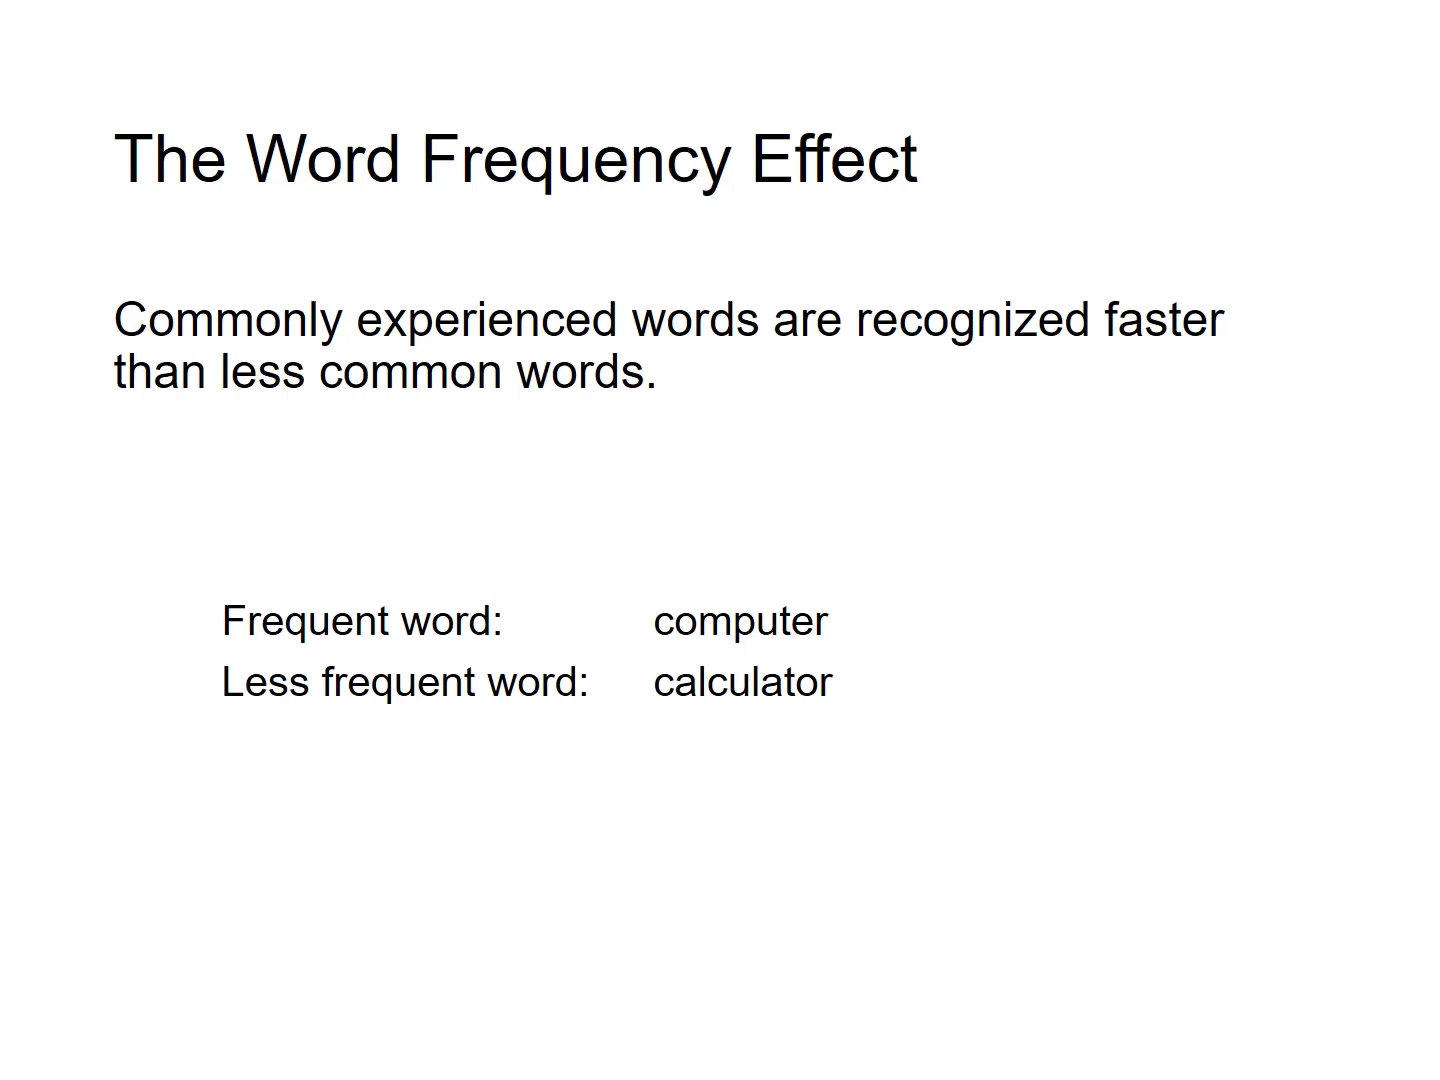 The Word Frequency Effect
Commonly experienced words are recognized faster
than less common words.
Frequent word: computer
Less frequent word: calculator